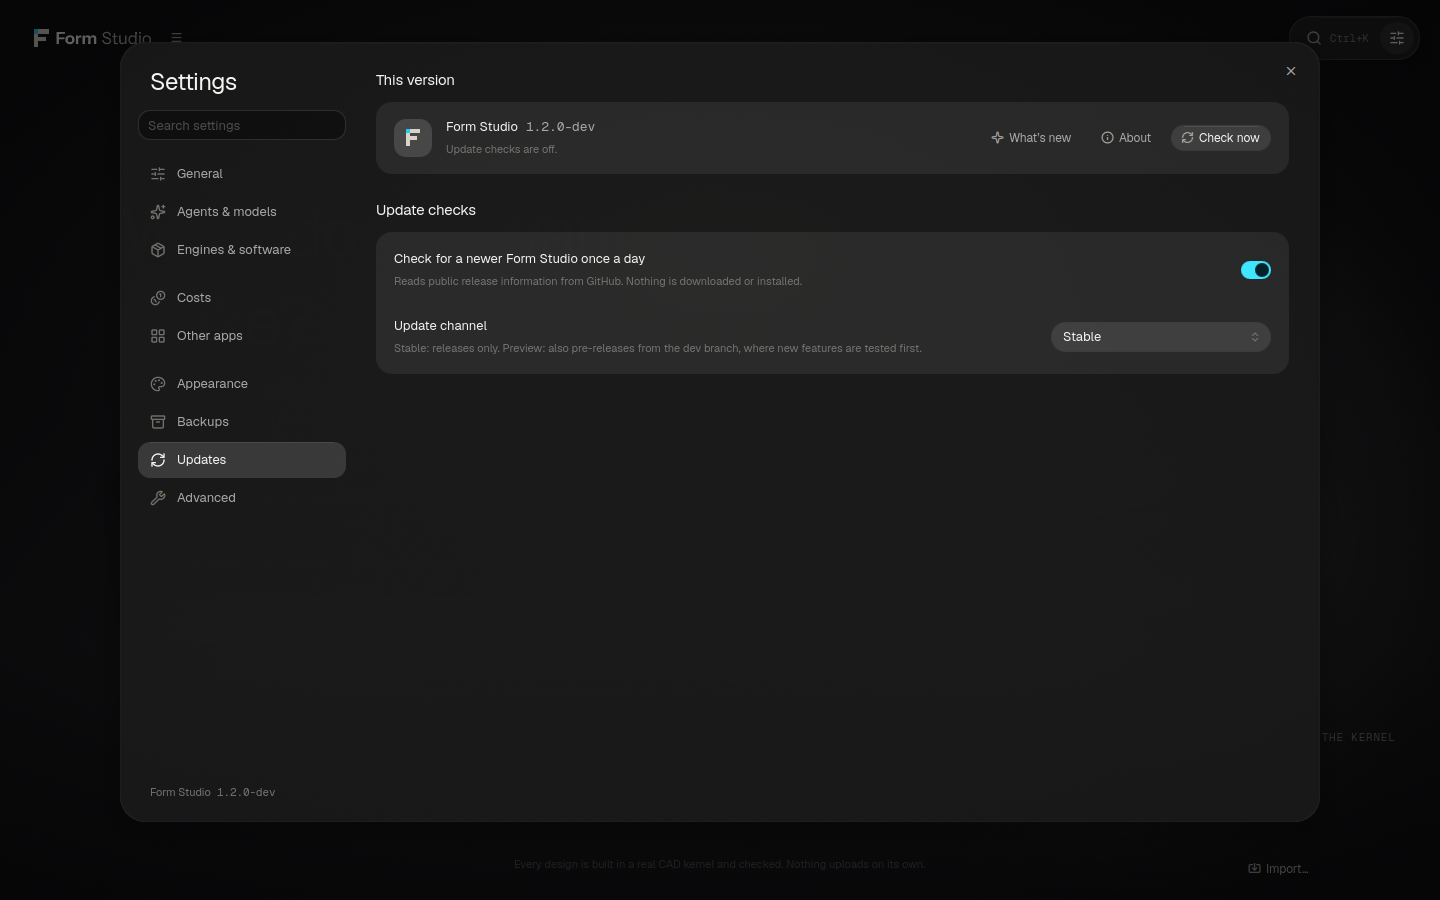 Form Studio
Ctrl+K
Settings
Search settings
General
Agents & models
Engines & software
Costs
Other apps
Appearance
Backups
Updates
Advanced
Form Studio 1.2.0-dev
This version
Form Studio 1.2.0-dev
Update checks are off.
What's new
About
Check now
Update checks
Check for a newer Form Studio once a day
Reads public release information from GitHub. Nothing is downloaded or installed.
Update channel
Stable: releases only. Preview: also pre-releases from the dev branch, where new features are tested first.
Stable
THE KERNEL
Every design is built in a real CAD kernel and checked. Nothing uploads on its own.
Import…